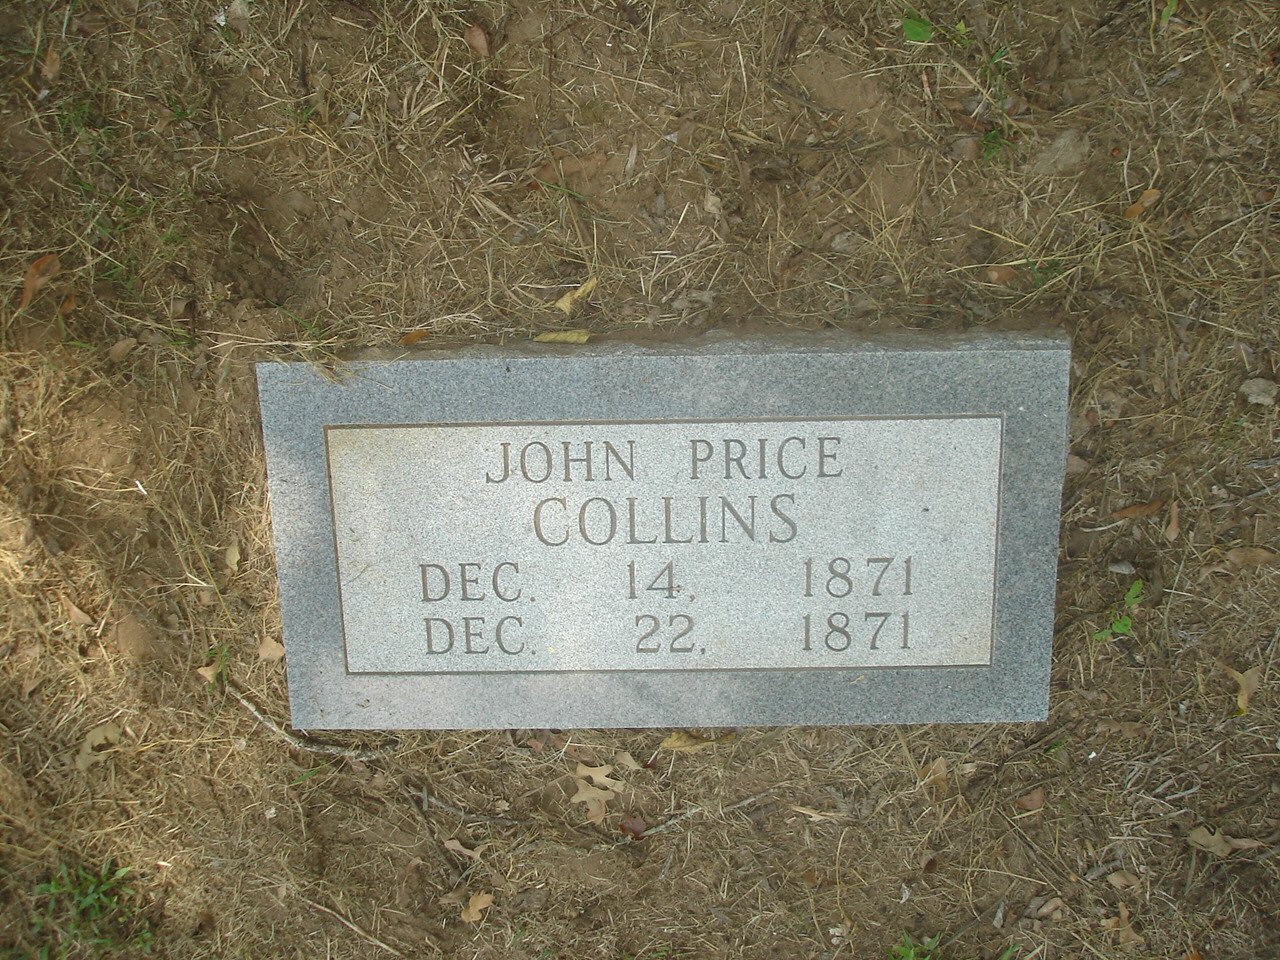 JOHN PRICE
COLLINS
DEC. 14, 1871
DEC. 22, 1871